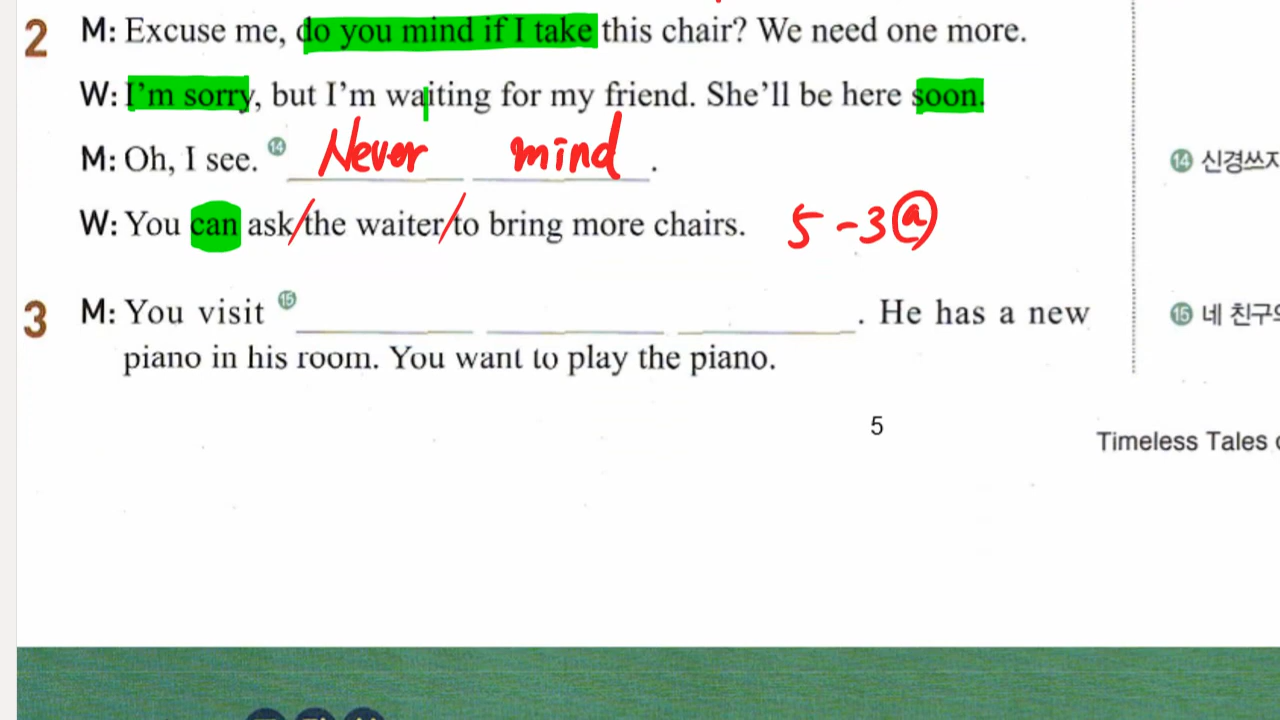 2 M: Excuse me, do you mind if I take this chair? We need one more.
W: I'm sorry, but I'm waiting for my friend. She'll be here soon.
M: Oh, I see. ⑭ Never mind.
⑭ 신경쓰지
W: You can ask/the waiter/to bring more chairs. 5-3ⓐ
3 M: You visit ⑮ ___ ___ ___. He has a new
⑮ 네 친구의
piano in his room. You want to play the piano.
5
Timeless Tales